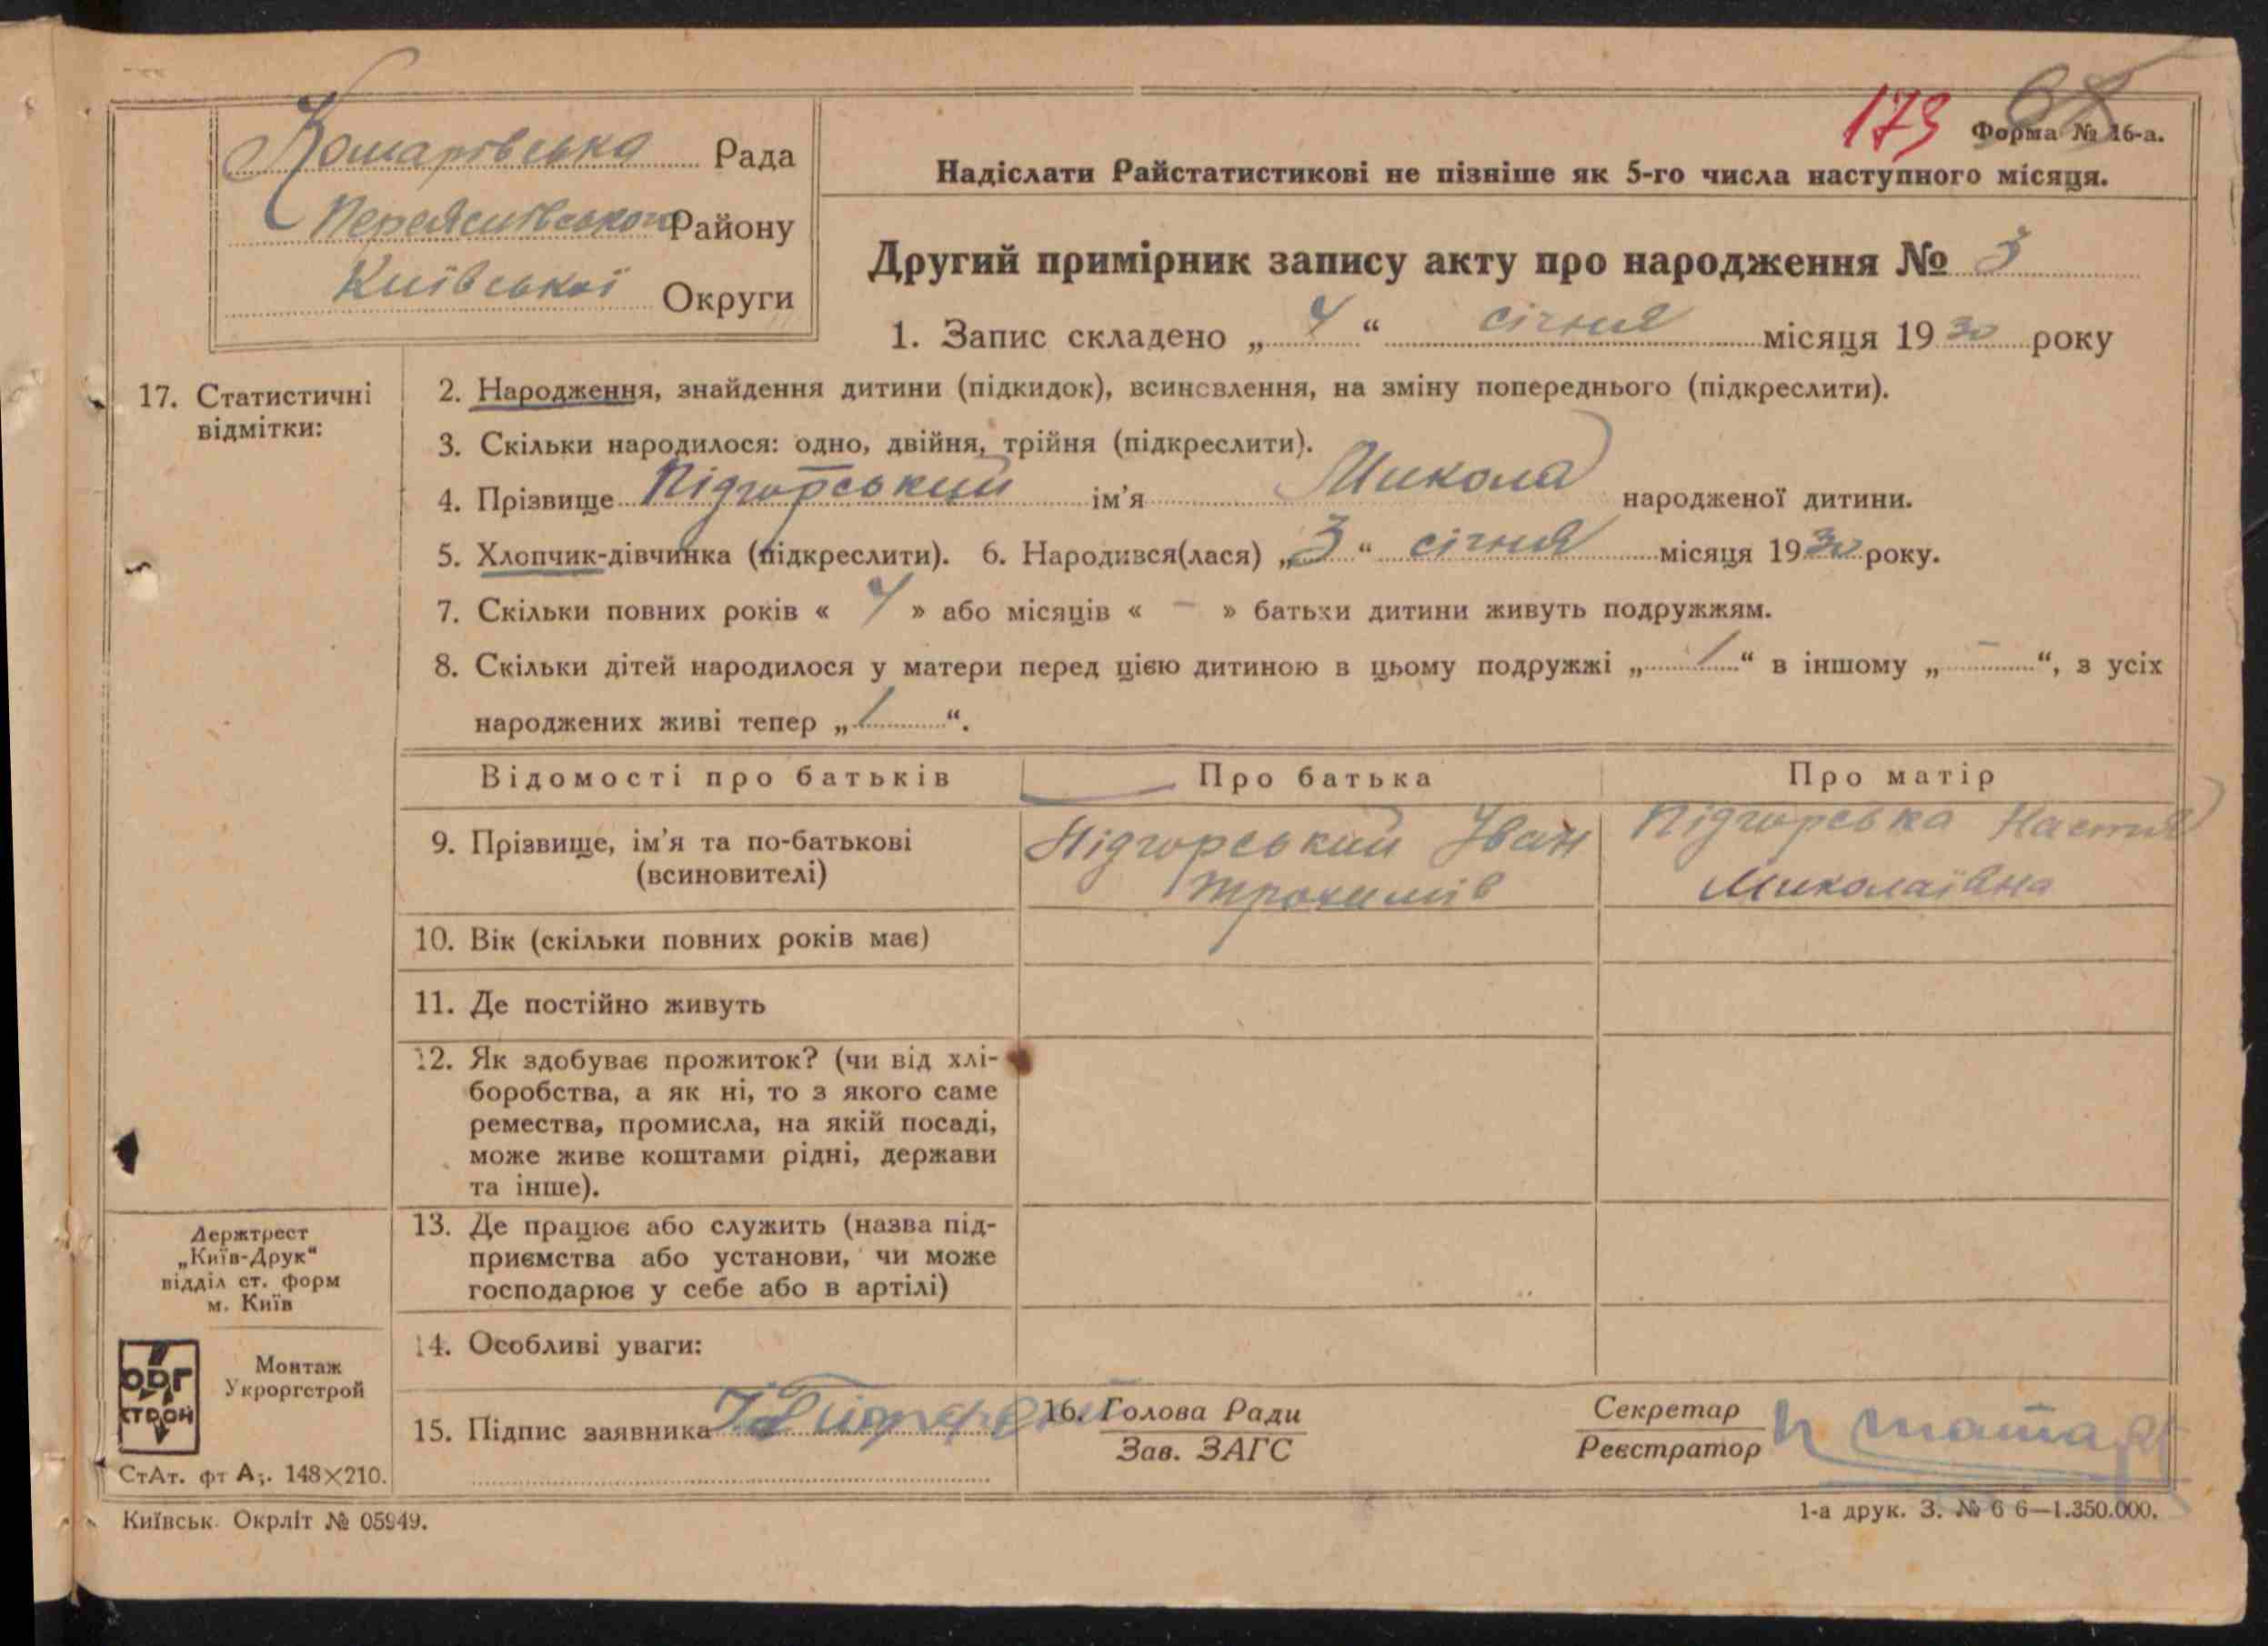 173 68
Форма № 16-а.
Комарівська Рада
Переяслівського Району
Київської Округи
Надіслати Райстатистикові не пізніше як 5-го числа наступного місяця.
Другий примірник запису акту про народження № 3
1. Запис складено „ 4 “ січня місяця 1930 року
17. Статистичні
відмітки:
2. Народження, знайдення дитини (підкидок), всиновлення, на зміну попереднього (підкреслити).
3. Скільки народилося: одно, двійня, трійня (підкреслити).
4. Прізвище Підгорський ім’я Микола народженої дитини.
5. Хлопчик-дівчинка (підкреслити). 6. Народився(лася) „ 3 “ січня місяця 1930 року.
7. Скільки повних років « 4 » або місяців « – » батьки дитини живуть подружжям.
8. Скільки дітей народилося у матери перед цією дитиною в цьому подружжі „ 1 “ в іншому „ – “, з усіх
народжених живі тепер „ 1 “.
Відомості про батьків Про батька Про матір
9. Прізвище, ім’я та по-батькові
(всиновителі)
Підгорський Іван
Трохимів
Підгорська Настя
Миколаївна
10. Вік (скільки повних років має)
11. Де постійно живуть
12. Як здобуває прожиток? (чи від хлі-
боробства, а як ні, то з якого саме
ремества, промисла, на якій посаді,
може живе коштами рідні, держави
та інше).
13. Де працює або служить (назва під-
приємства або установи, чи може
господарює у себе або в артілі)
14. Особливі уваги:
15. Підпис заявника
16. Голова Ради
Зав. ЗАГС
Секретар
Реєстратор
Держтрест
„Київ-Друк“
відділ ст. форм
м. Київ
ОРГ
СТРОЙ
Монтаж
Укроргстрой
СтАт. фт А₅. 148×210.
Київськ. Окрліт № 05949.
1-а друк. З. № 6 6—1.350.000.